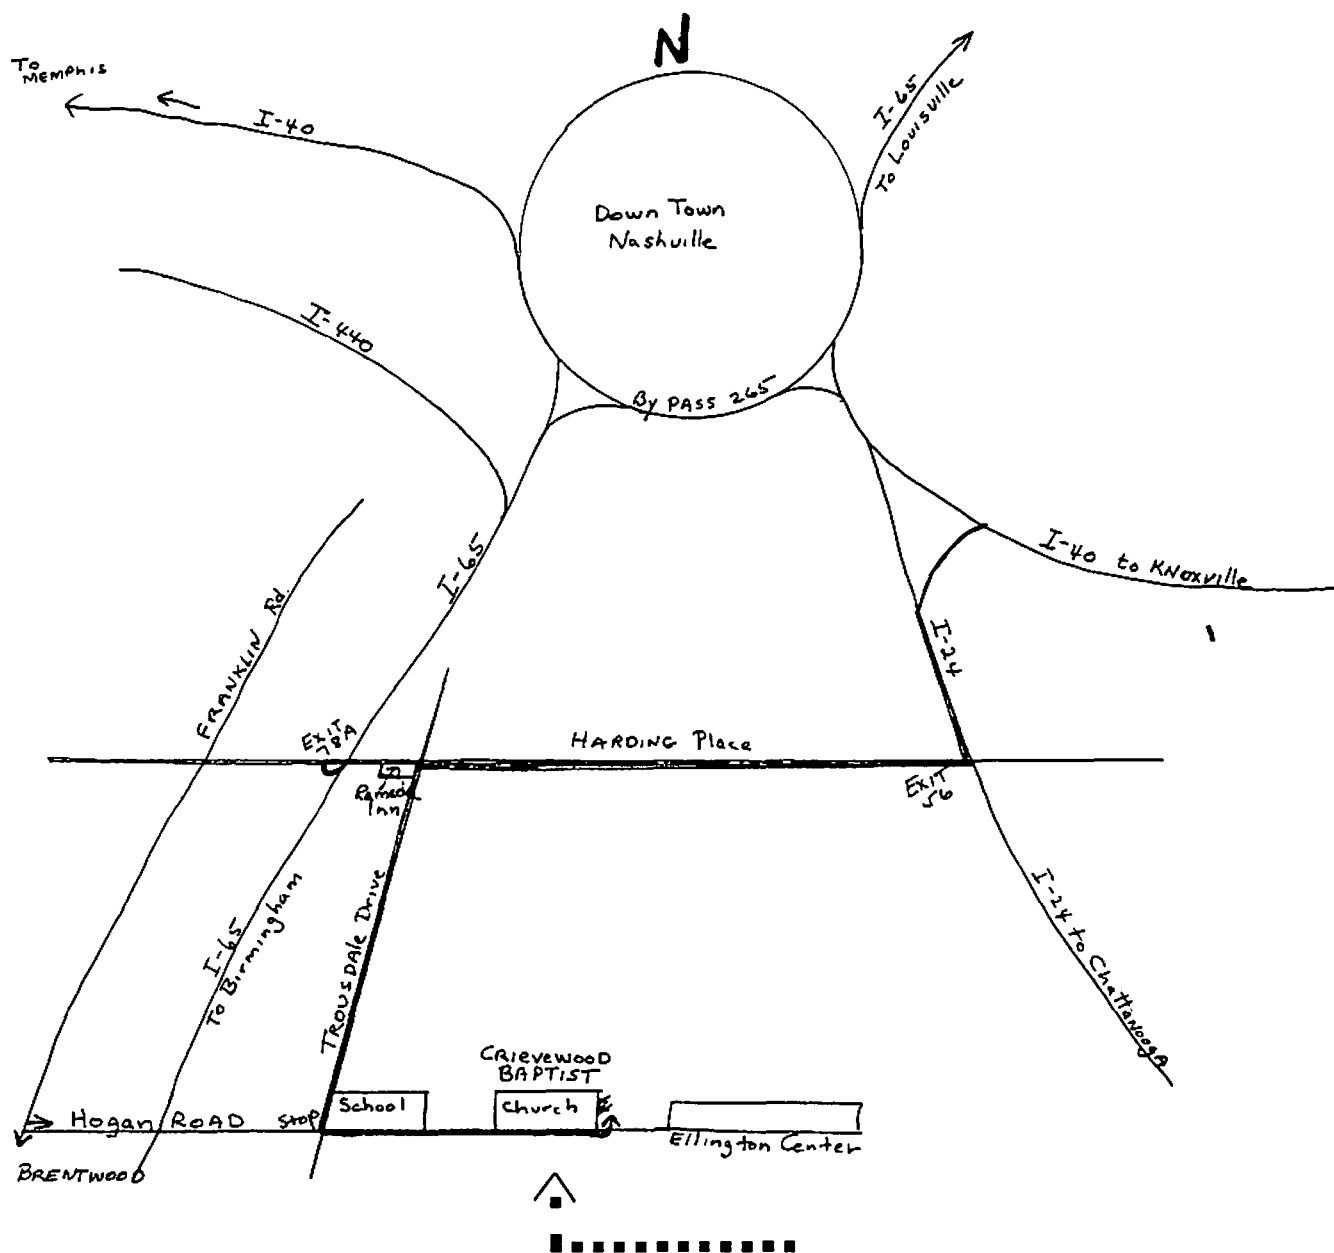 N
To
MEMPHIS
I-40
I-65
To Louisville
Down Town
Nashville
I-440
By PASS 265
I-65
I-40 to KNOXVille
FRANKLIN Rd.
I-24
EXIT
78A
HARDING Place
Ramada
Inn
EXIT
56
I-65
To Birmingham
TROUSDAle Drive
I-24 to ChattANoogA
CRIEVEWOOD
BAPTIST
School
Church
Hogan ROAD
Stop
Ellington Center
BRENTWOOD